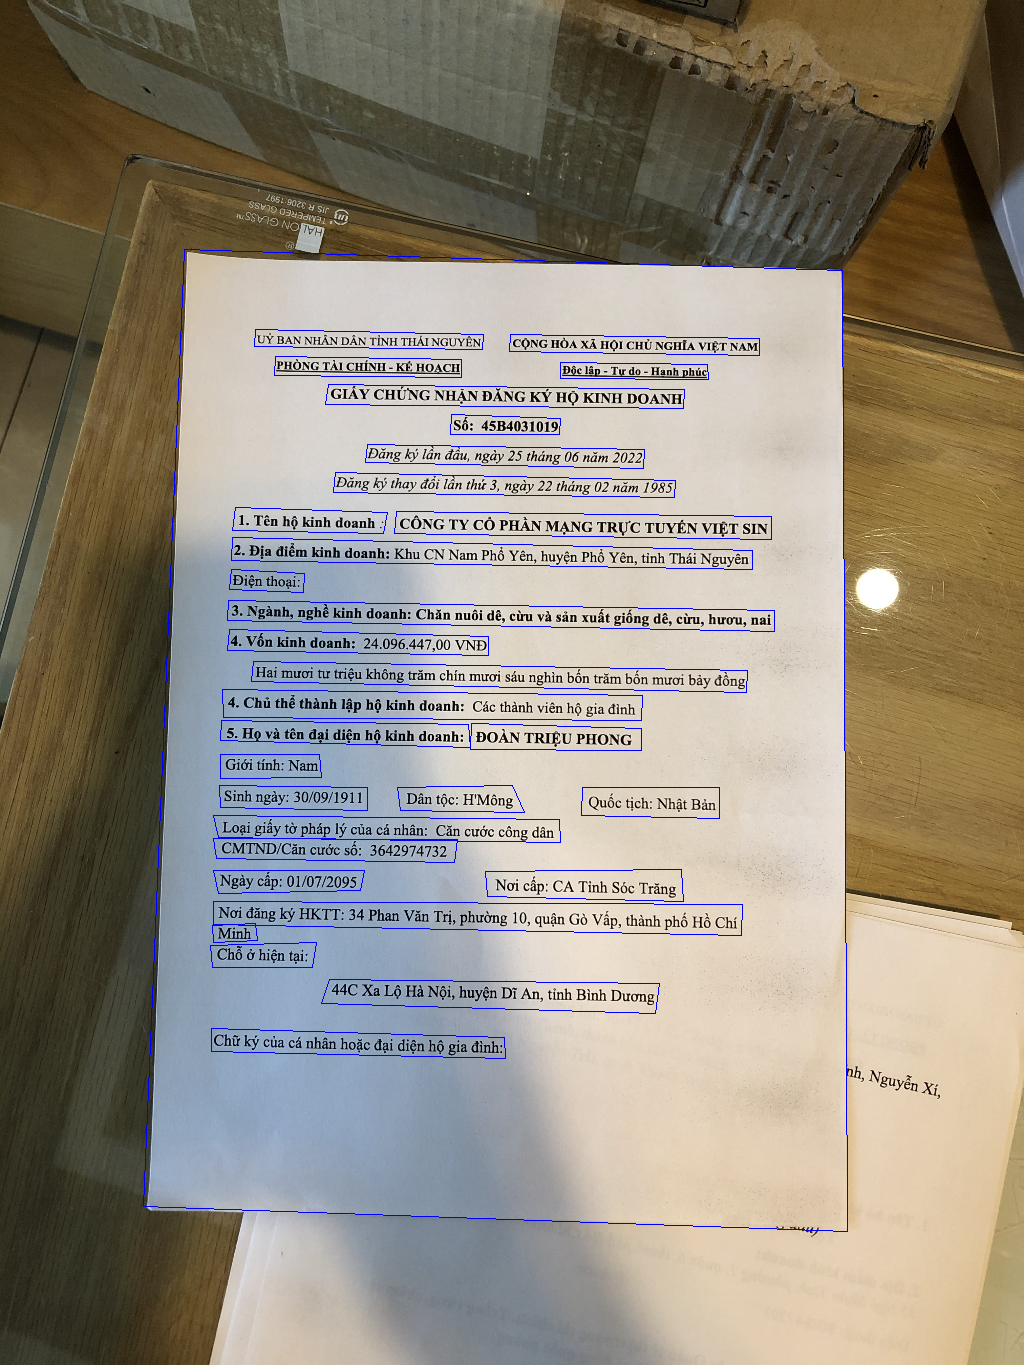 HALION GLASS™
®
TEMPERED GLASS
JIS R 3206:1997
UỶ BAN NHÂN DÂN TỈNH THÁI NGUYÊN
CỘNG HÒA XÃ HỘI CHỦ NGHĨA VIỆT NAM
PHÒNG TÀI CHÍNH - KẾ HOẠCH
Độc lập - Tự do - Hạnh phúc
GIẤY CHỨNG NHẬN ĐĂNG KÝ HỘ KINH DOANH
Số: 45B4031019
Đăng ký lần đầu, ngày 25 tháng 06 năm 2022
Đăng ký thay đổi lần thứ 3, ngày 22 tháng 02 năm 1985
1. Tên hộ kinh doanh : CÔNG TY CỔ PHẦN MẠNG TRỰC TUYẾN VIỆT SIN
2. Địa điểm kinh doanh: Khu CN Nam Phổ Yên, huyện Phổ Yên, tỉnh Thái Nguyên
Điện thoại:
3. Ngành, nghề kinh doanh: Chăn nuôi dê, cừu và sản xuất giống dê, cừu, hươu, nai
4. Vốn kinh doanh: 24.096.447,00 VNĐ
Hai mươi tư triệu không trăm chín mươi sáu nghìn bốn trăm bốn mươi bảy đồng
4. Chủ thể thành lập hộ kinh doanh: Các thành viên hộ gia đình
5. Họ và tên đại diện hộ kinh doanh: ĐOÀN TRIỆU PHONG
Giới tính: Nam
Sinh ngày: 30/09/1911 Dân tộc: H'Mông Quốc tịch: Nhật Bản
Loại giấy tờ pháp lý của cá nhân: Căn cước công dân
CMTND/Căn cước số: 3642974732
Ngày cấp: 01/07/2095 Nơi cấp: CA Tỉnh Sóc Trăng
Nơi đăng ký HKTT: 34 Phan Văn Trị, phường 10, quận Gò Vấp, thành phố Hồ Chí
Minh
Chỗ ở hiện tại:
44C Xa Lộ Hà Nội, huyện Dĩ An, tỉnh Bình Dương
Chữ ký của cá nhân hoặc đại diện hộ gia đình:
nh, Nguyễn Xí,